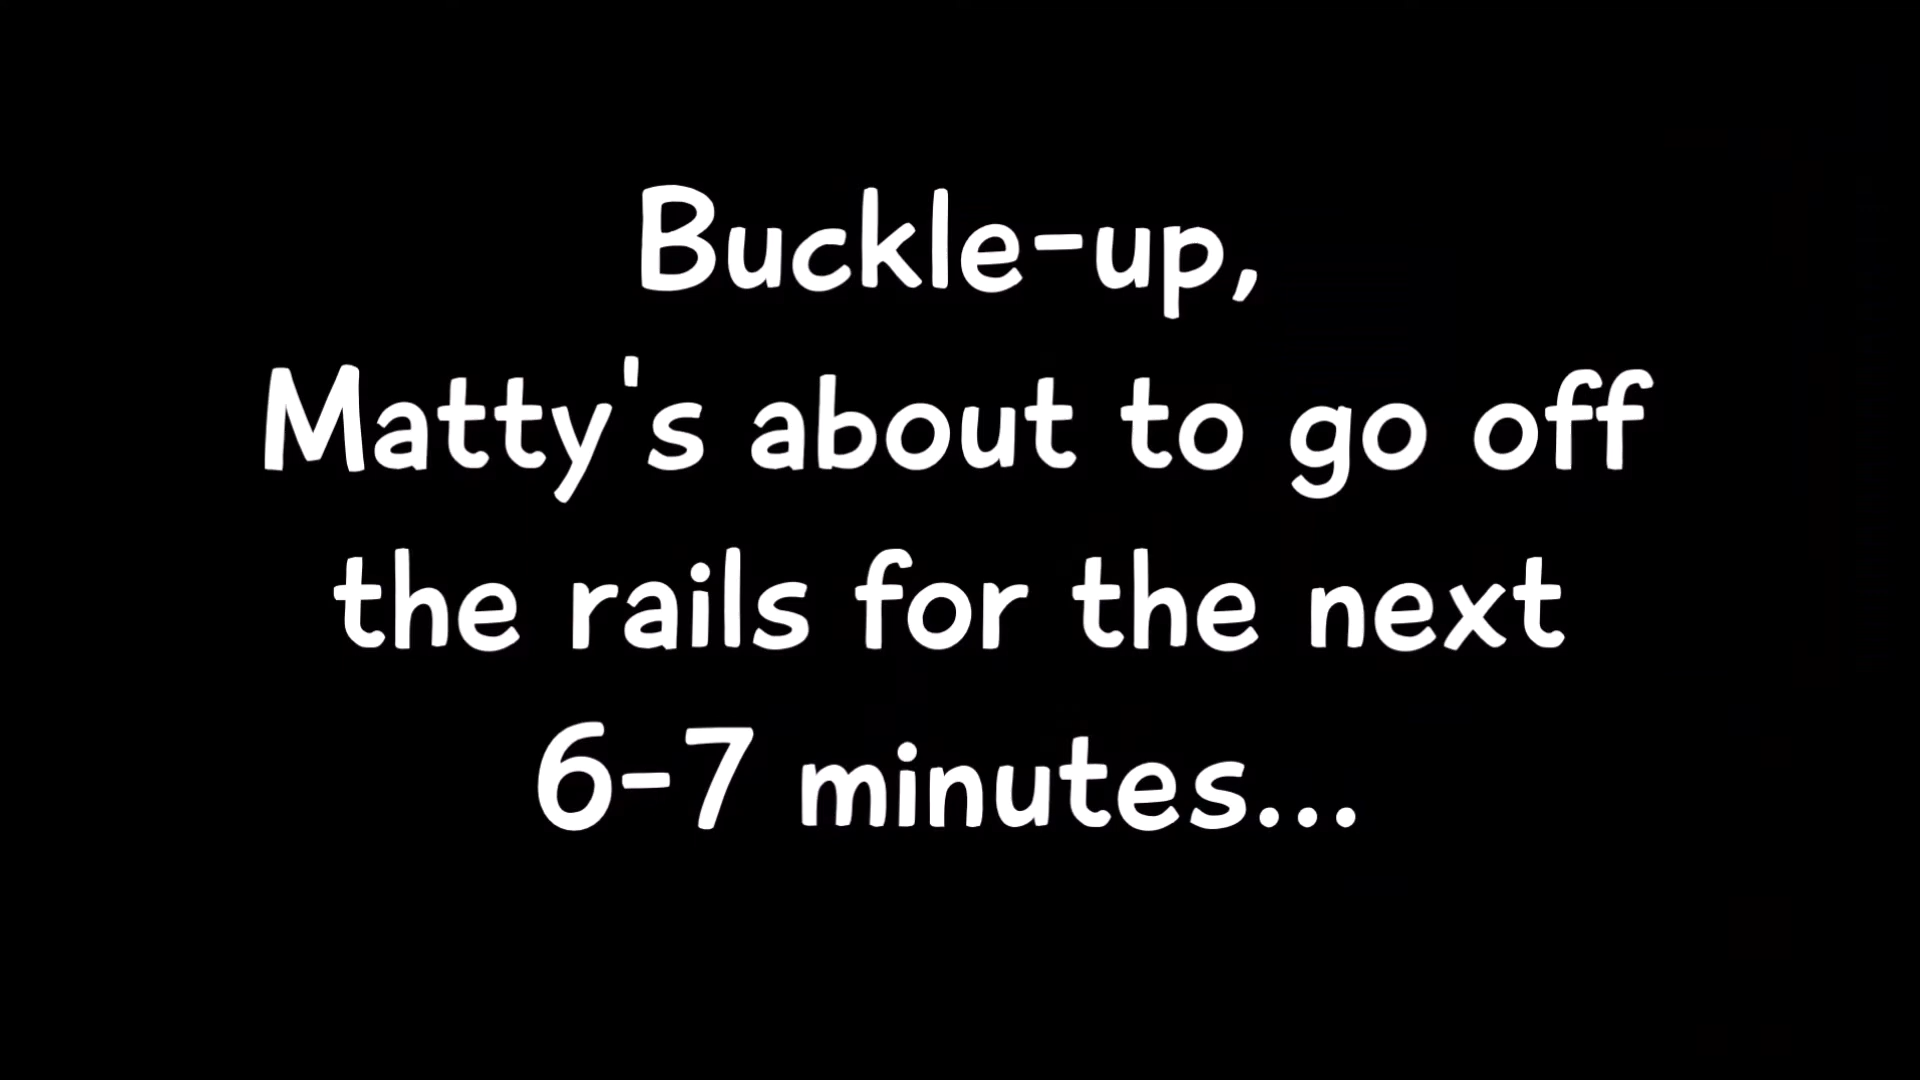 Buckle-up,
Matty's about to go off
the rails for the next
6-7 minutes...